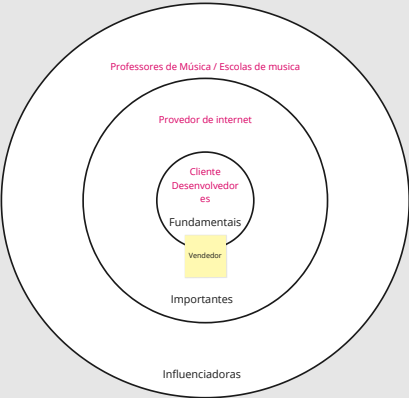 Professores de Música / Escolas de musica
Provedor de internet
Cliente
Desenvolvedor
es
Fundamentais
Vendedor
Importantes
Influenciadoras